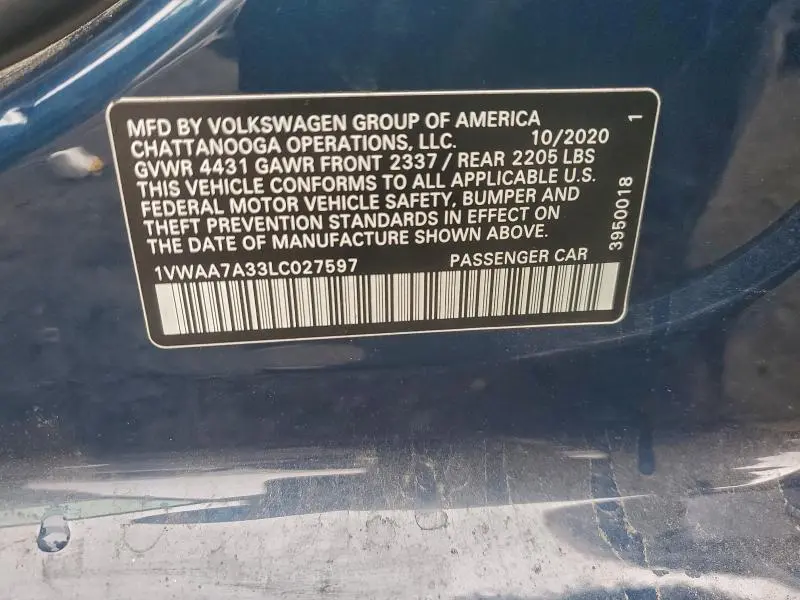 MFD BY VOLKSWAGEN GROUP OF AMERICA
CHATTANOOGA OPERATIONS, LLC. 10/2020
GVWR 4431 GAWR FRONT 2337 / REAR 2205 LBS
THIS VEHICLE CONFORMS TO ALL APPLICABLE U.S.
FEDERAL MOTOR VEHICLE SAFETY, BUMPER AND
THEFT PREVENTION STANDARDS IN EFFECT ON
THE DATE OF MANUFACTURE SHOWN ABOVE.
1VWAA7A33LC027597 PASSENGER CAR
3950018 1